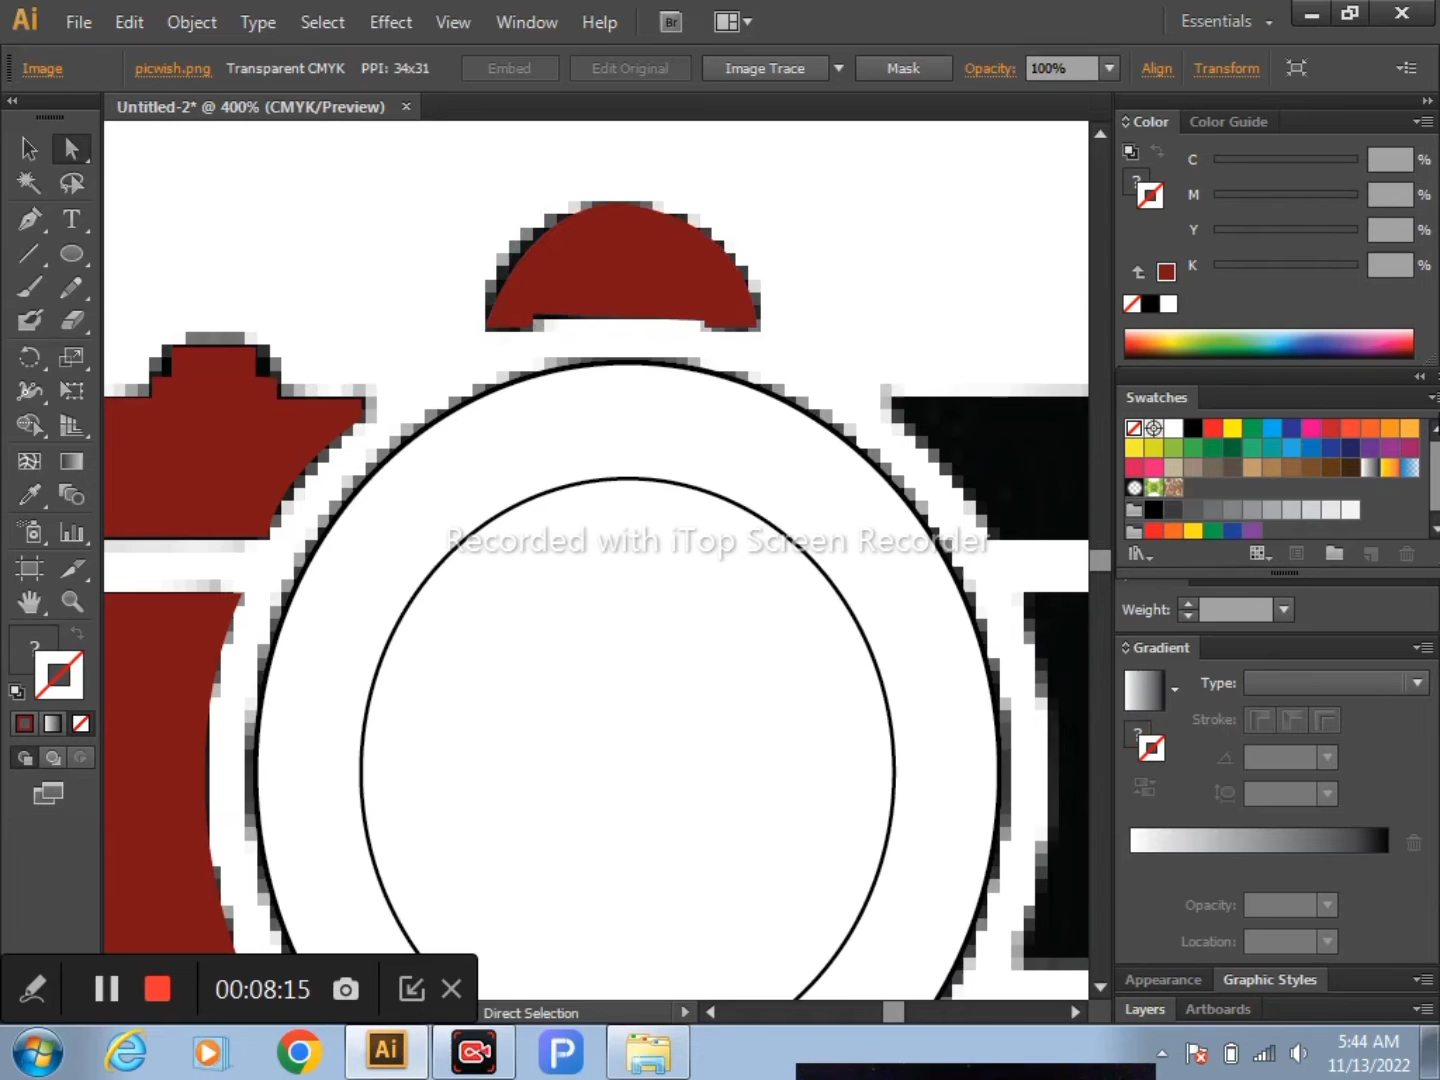 Ai File Edit Object Type Select Effect View Window Help Br Essentials
Image picwish.png Transparent CMYK PPI: 34x31 Embed Edit Original Image Trace Mask Opacity: 100% Align Transform
Untitled-2* @ 400% (CMYK/Preview) ×
Color Color Guide
C %
M %
Y %
K %
Swatches
Recorded with iTop Screen Recorder
Weight:
Gradient
Type:
Stroke:
Opacity:
Location:
Appearance Graphic Styles
Layers Artboards
00:08:15
Direct Selection
Ai P
5:44 AM
11/13/2022